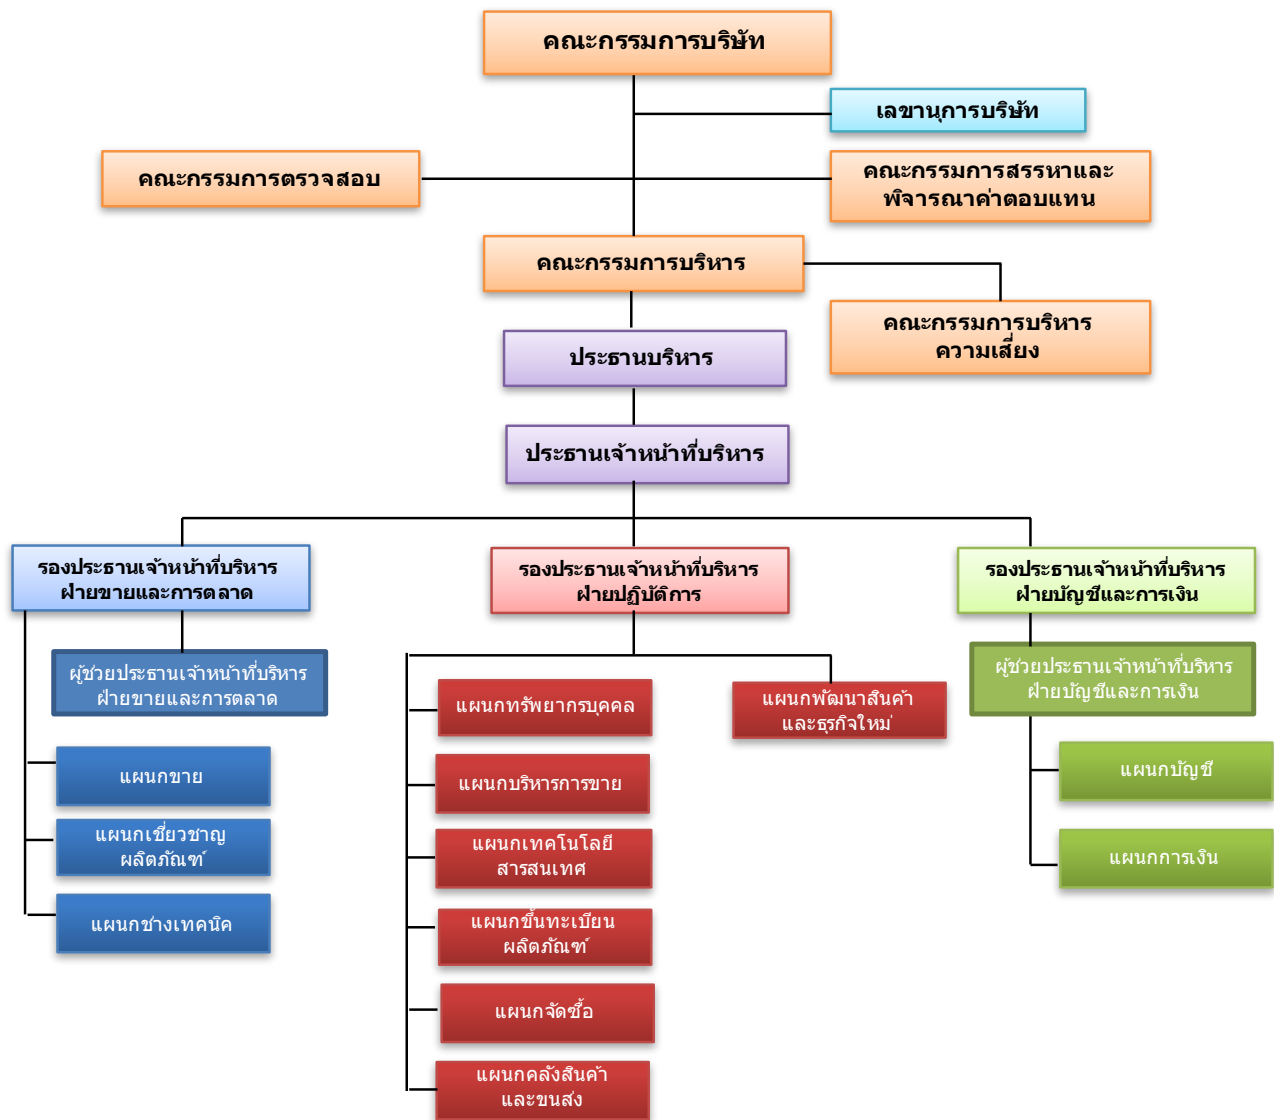 คณะกรรมการบริษัท
เลขานุการบริษัท
คณะกรรมการตรวจสอบ
คณะกรรมการสรรหาและ
พิจารณาค่าตอบแทน
คณะกรรมการบริหาร
คณะกรรมการบริหาร
ความเสี่ยง
ประธานบริหาร
ประธานเจ้าหน้าที่บริหาร
รองประธานเจ้าหน้าที่บริหาร
ฝ่ายขายและการตลาด
รองประธานเจ้าหน้าที่บริหาร
ฝ่ายปฏิบัติการ
รองประธานเจ้าหน้าที่บริหาร
ฝ่ายบัญชีและการเงิน
ผู้ช่วยประธานเจ้าหน้าที่บริหาร
ฝ่ายขายและการตลาด
แผนกขาย
แผนกเชี่ยวชาญ
ผลิตภัณฑ์
แผนกช่างเทคนิค
แผนกทรัพยากรบุคคล
แผนกบริหารการขาย
แผนกเทคโนโลยี
สารสนเทศ
แผนกขึ้นทะเบียน
ผลิตภัณฑ์
แผนกจัดซื้อ
แผนกคลังสินค้า
และขนส่ง
แผนกพัฒนาสินค้า
และธุรกิจใหม่
ผู้ช่วยประธานเจ้าหน้าที่บริหาร
ฝ่ายบัญชีและการเงิน
แผนกบัญชี
แผนกการเงิน